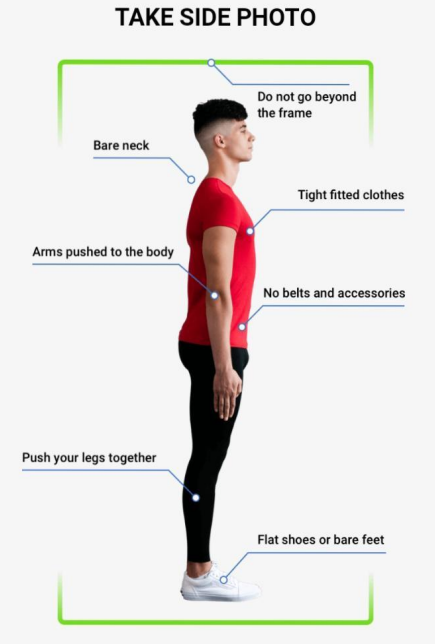 TAKE SIDE PHOTO
Do not go beyond
the frame
Bare neck
Tight fitted clothes
Arms pushed to the body
No belts and accessories
Push your legs together
Flat shoes or bare feet